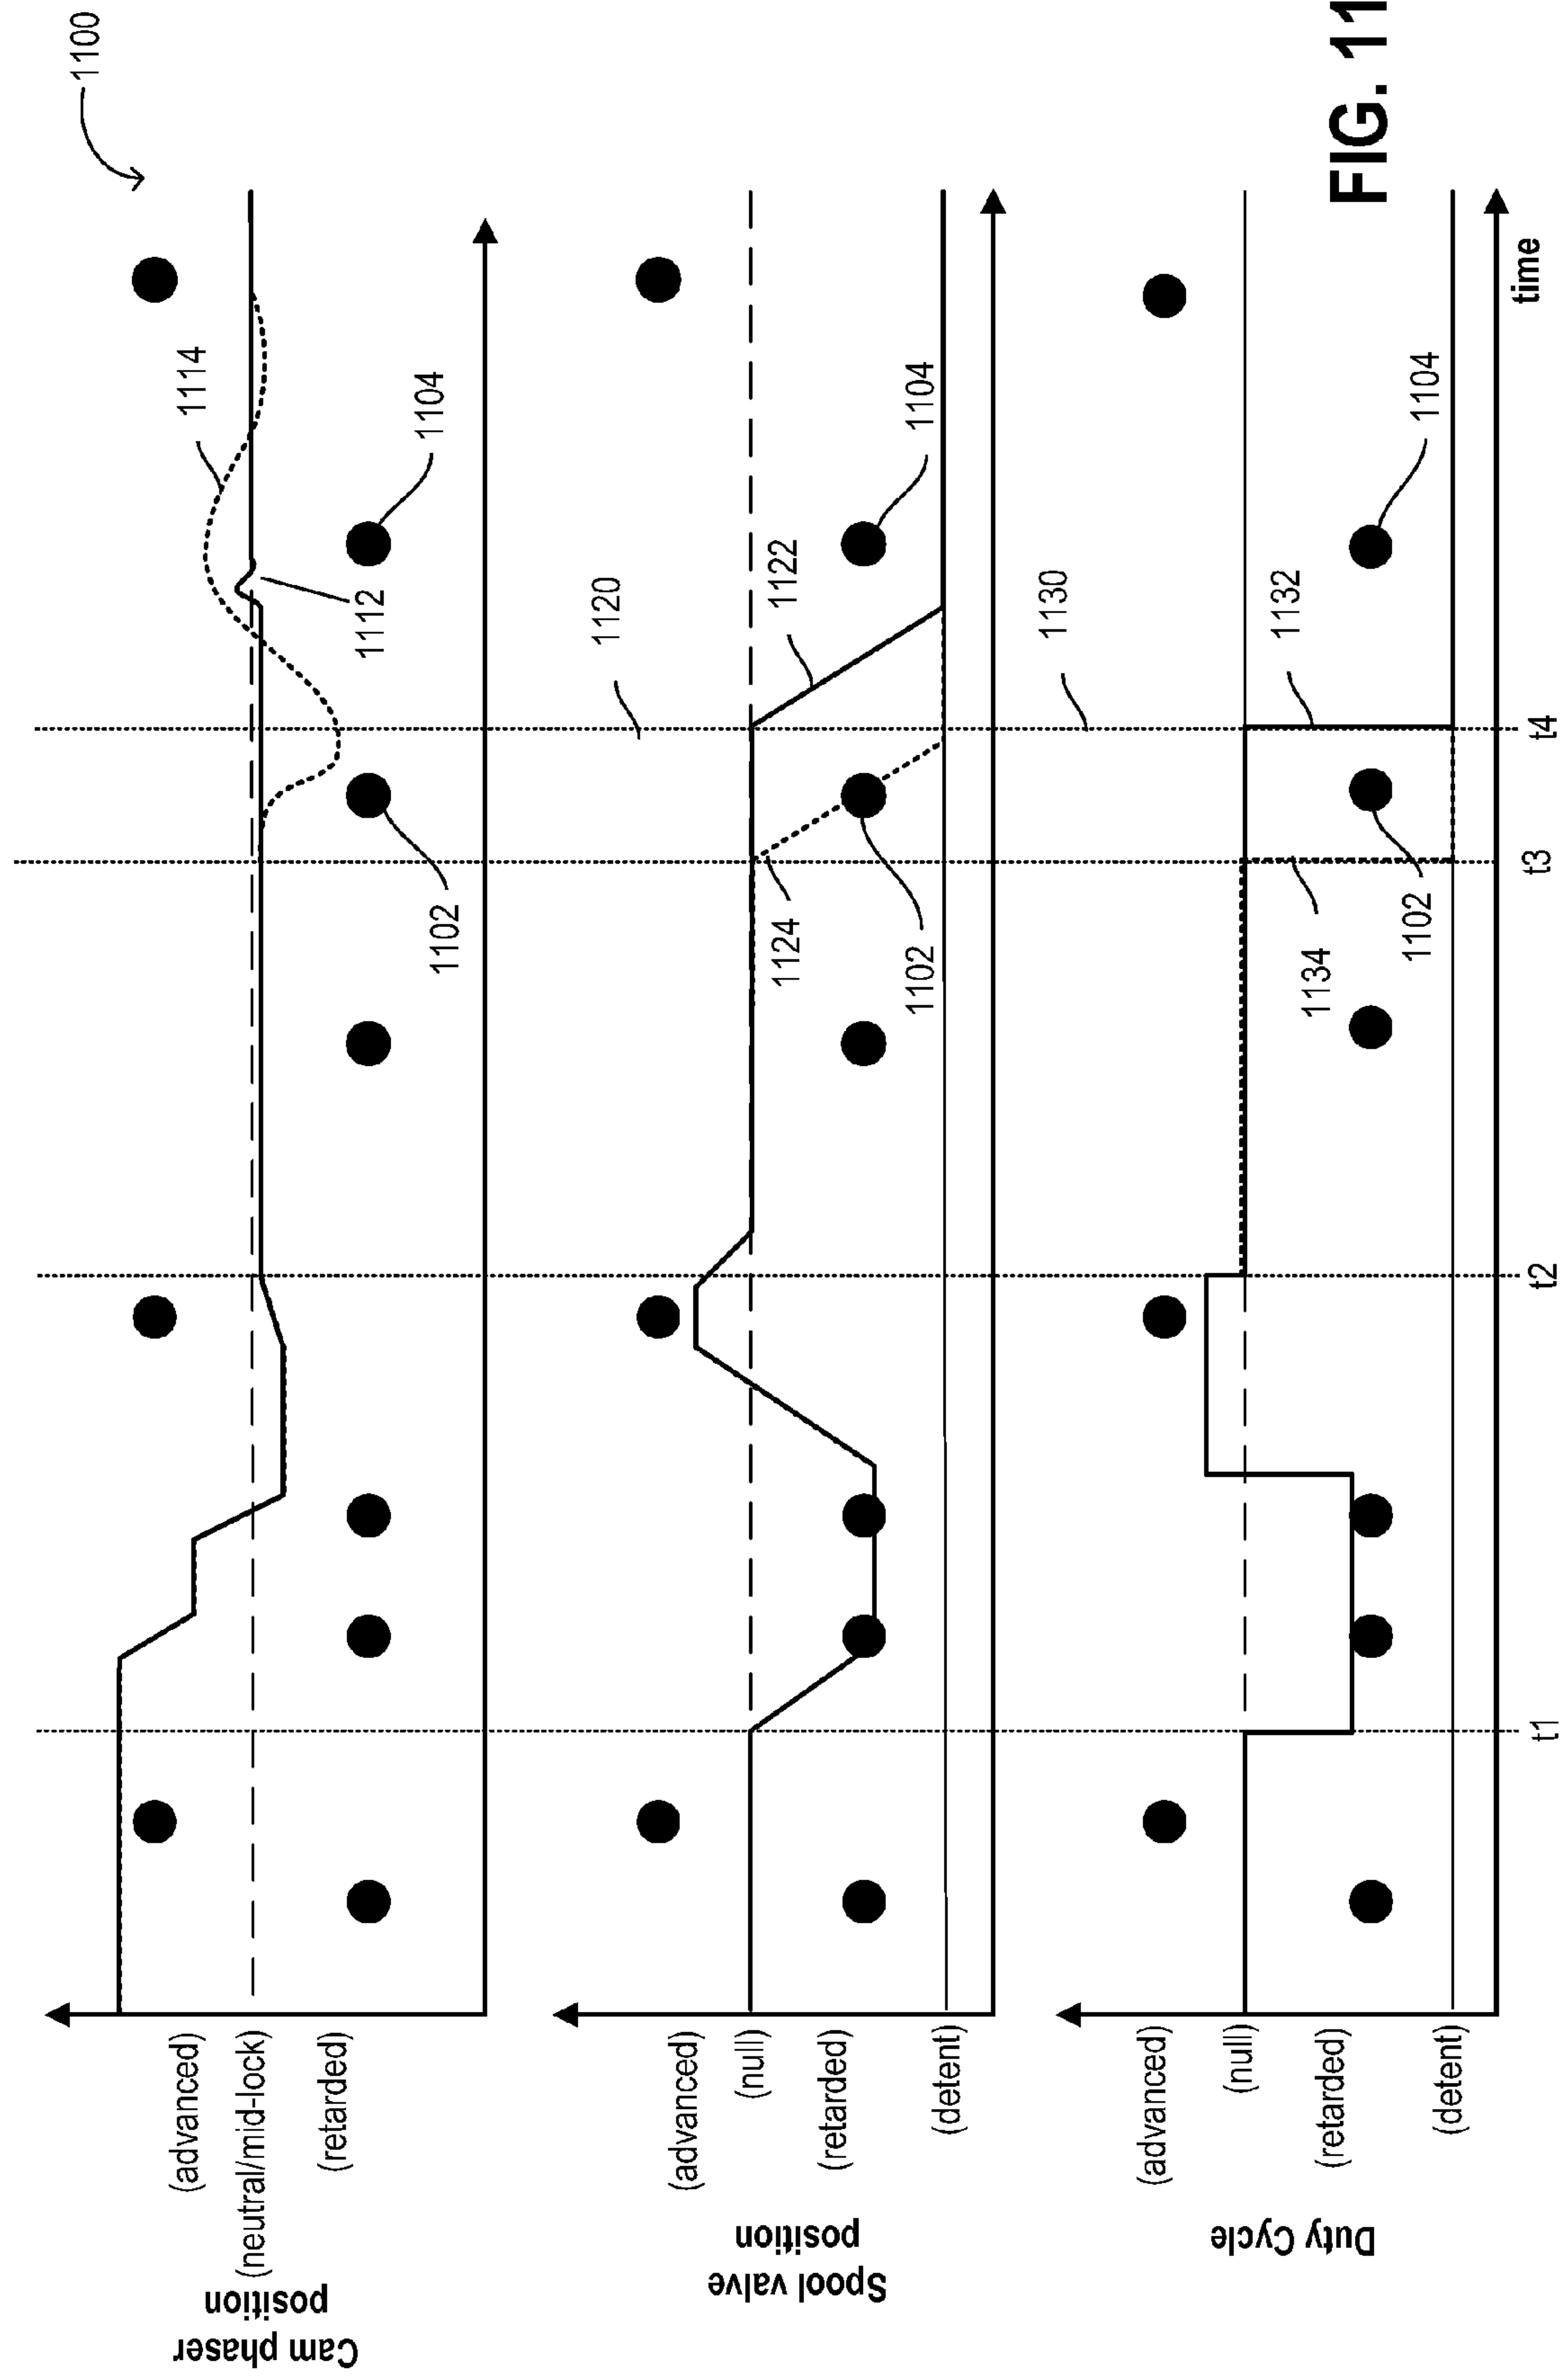 1100
Cam phaser
position
(advanced)
(neutral/mid-lock)
(retarded)
1114
1112
1104
1102
Spool valve
position
(advanced)
(null)
(retarded)
(detent)
1120
1122
1124
1104
1102
Duty Cycle
(advanced)
(null)
(retarded)
(detent)
1130
1132
1134
1104
1102
t1
t2
t3
t4
time
FIG. 11